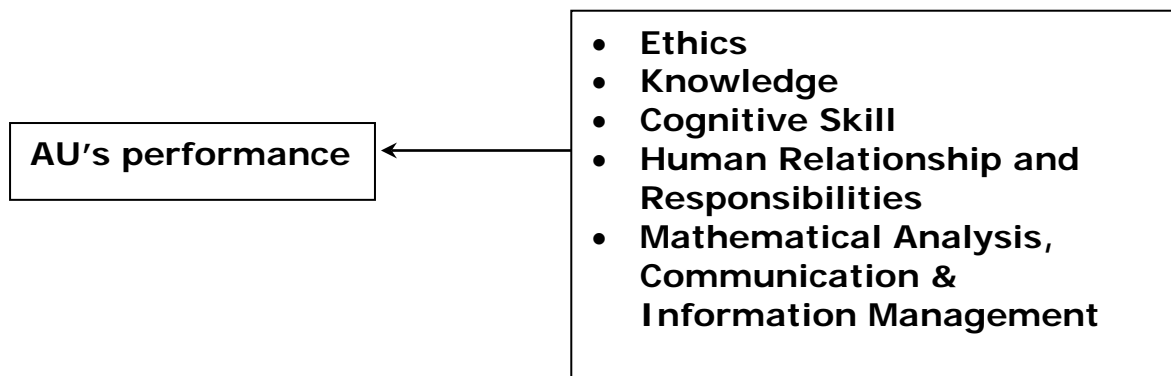 AU's performance
• Ethics
• Knowledge
• Cognitive Skill
• Human Relationship and
Responsibilities
• Mathematical Analysis,
Communication &
Information Management